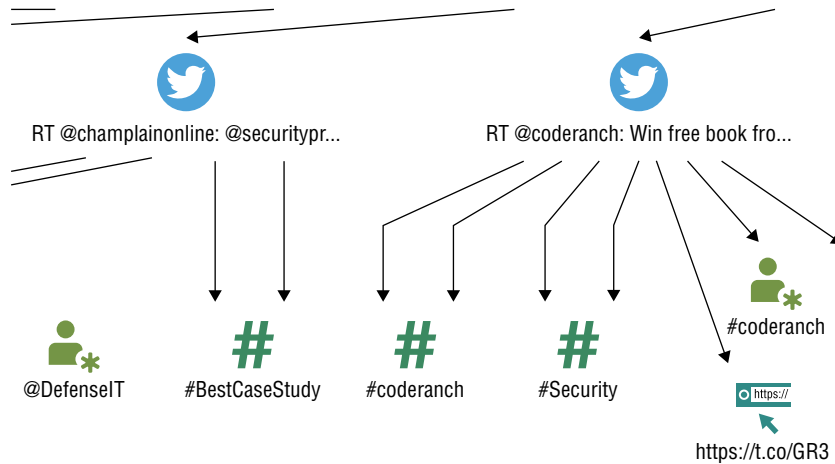 RT @champlainonline: @securitypr...
RT @coderanch: Win free book fro...
#coderanch
@DefenseIT
#BestCaseStudy
#coderanch
#Security
https://
https://t.co/GR3